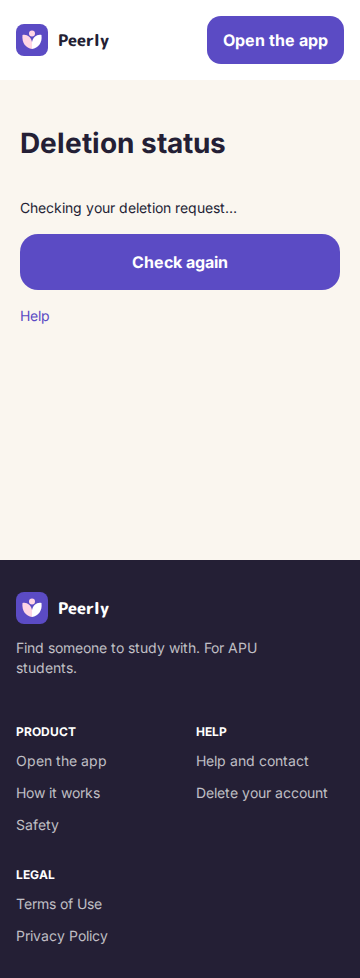 Peerly
Open the app
Deletion status
Checking your deletion request...
Check again
Help
Peerly
Find someone to study with. For APU
students.
PRODUCT
Open the app
How it works
Safety
HELP
Help and contact
Delete your account
LEGAL
Terms of Use
Privacy Policy